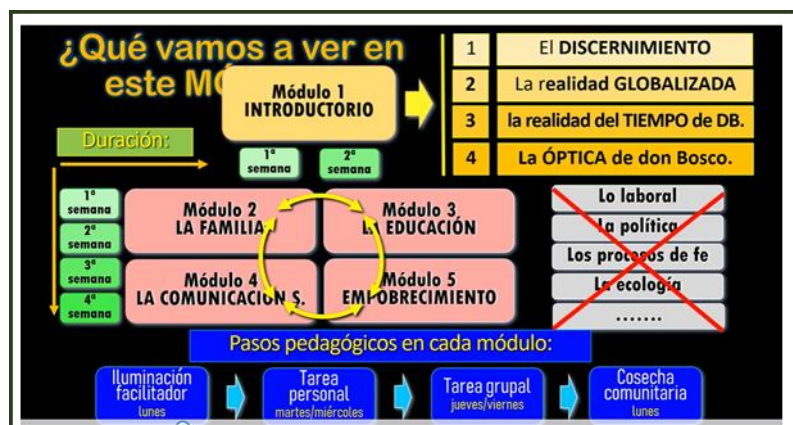 ¿Qué vamos a ver en
este MÓ
Módulo 1
INTRODUCTORIO
1 El DISCERNIMIENTO
2 La realidad GLOBALIZADA
3 la realidad del TIEMPO de DB.
4 La ÓPTICA de don Bosco.
Duración:
1ª semana
2ª semana
1ª semana
2ª semana
3ª semana
4ª semana
Módulo 2
LA FAMILIA
Módulo 3
LA EDUCACIÓN
Módulo 4
LA COMUNICACIÓN S.
Módulo 5
EMPOBRECIMIENTO
Lo laboral
La política
Los procesos de fe
La ecología
.......
Pasos pedagógicos en cada módulo:
Iluminación
facilitador
lunes
Tarea
personal
martes/miércoles
Tarea grupal
jueves/viernes
Cosecha
comunitaria
lunes